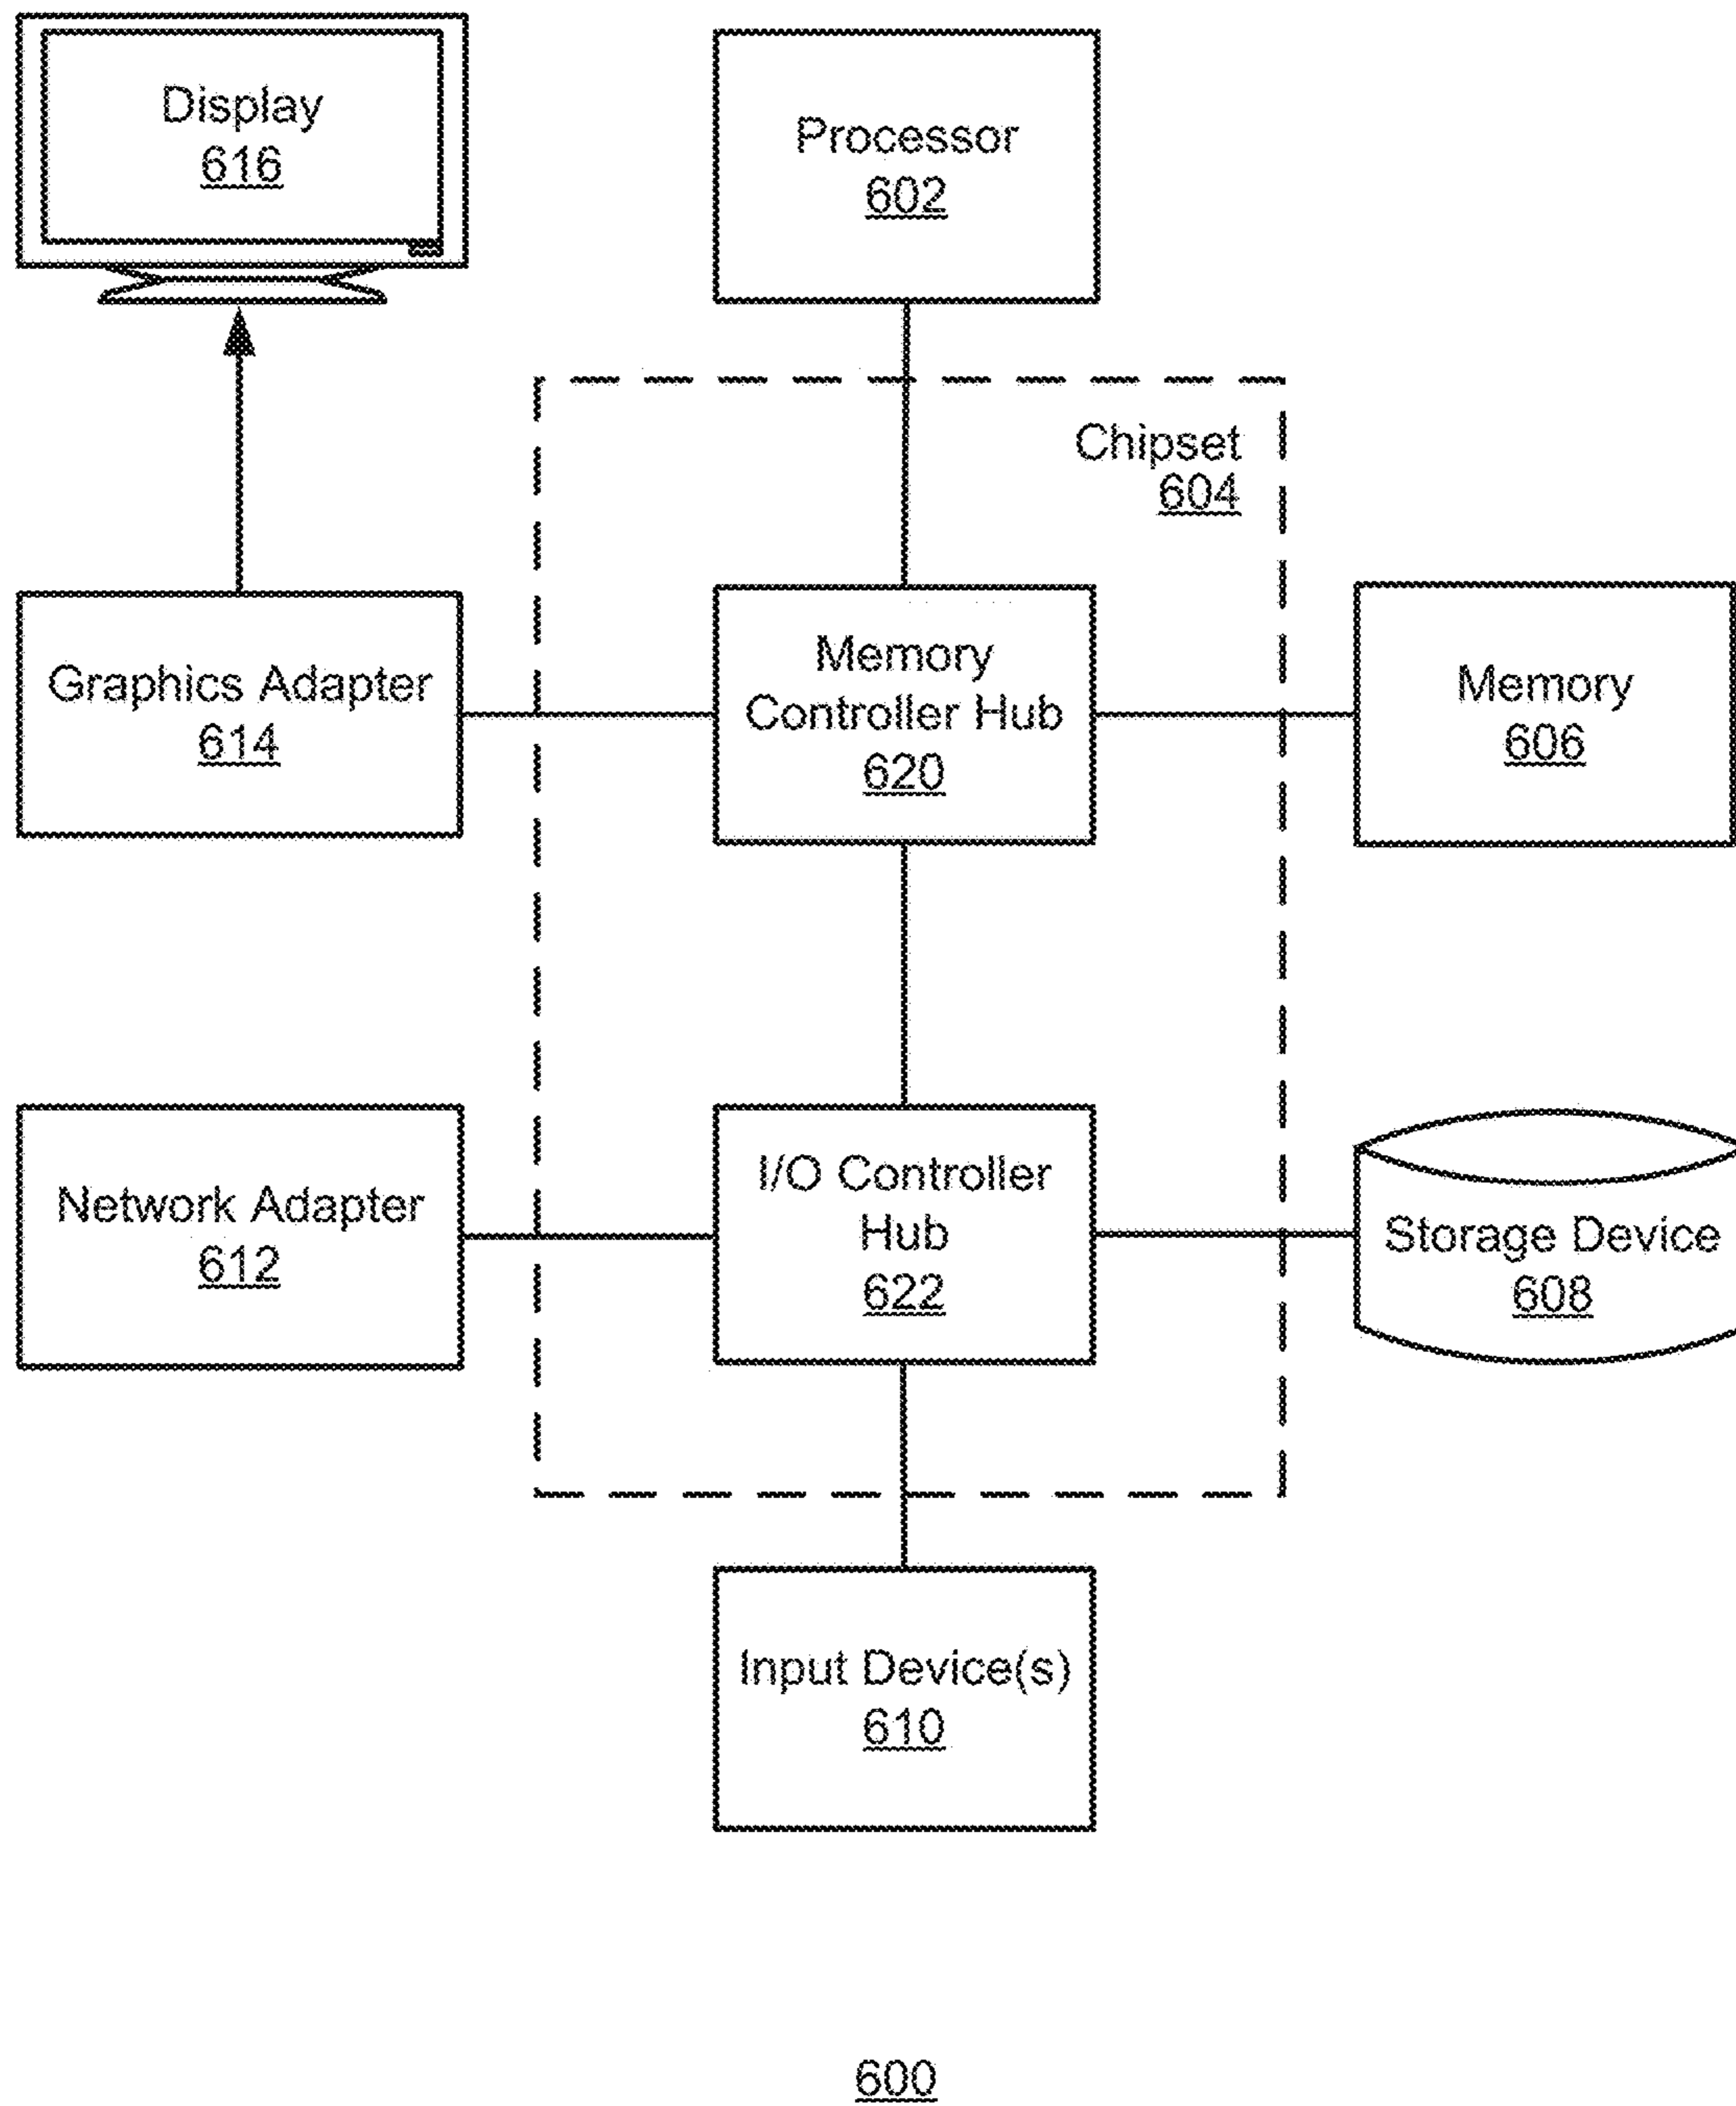 Display
616
Processor
602
Chipset
604
Graphics Adapter
614
Memory
Controller Hub
620
Memory
606
Network Adapter
612
I/O Controller
Hub
622
Storage Device
608
Input Device(s)
610
600